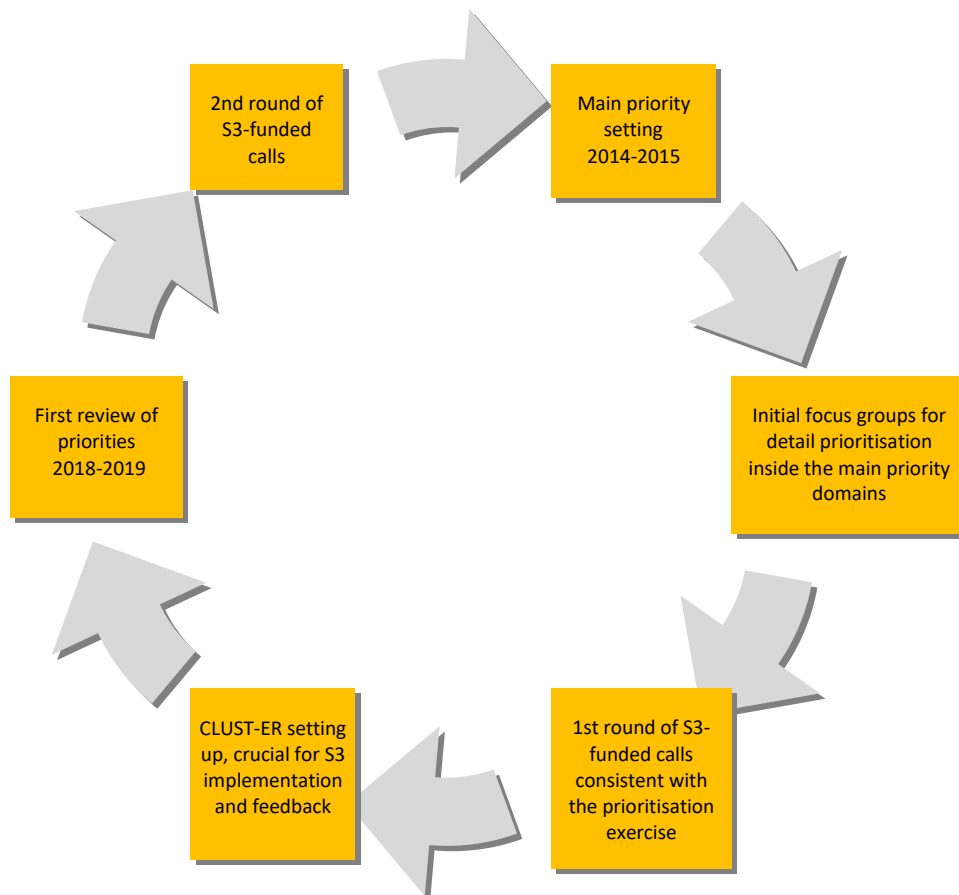 2nd round of
S3-funded
calls
Main priority
setting
2014-2015
Initial focus groups for
detail prioritisation
inside the main priority
domains
1st round of S3-
funded calls
consistent with
the prioritisation
exercise
CLUST-ER setting
up, crucial for S3
implementation
and feedback
First review of
priorities
2018-2019